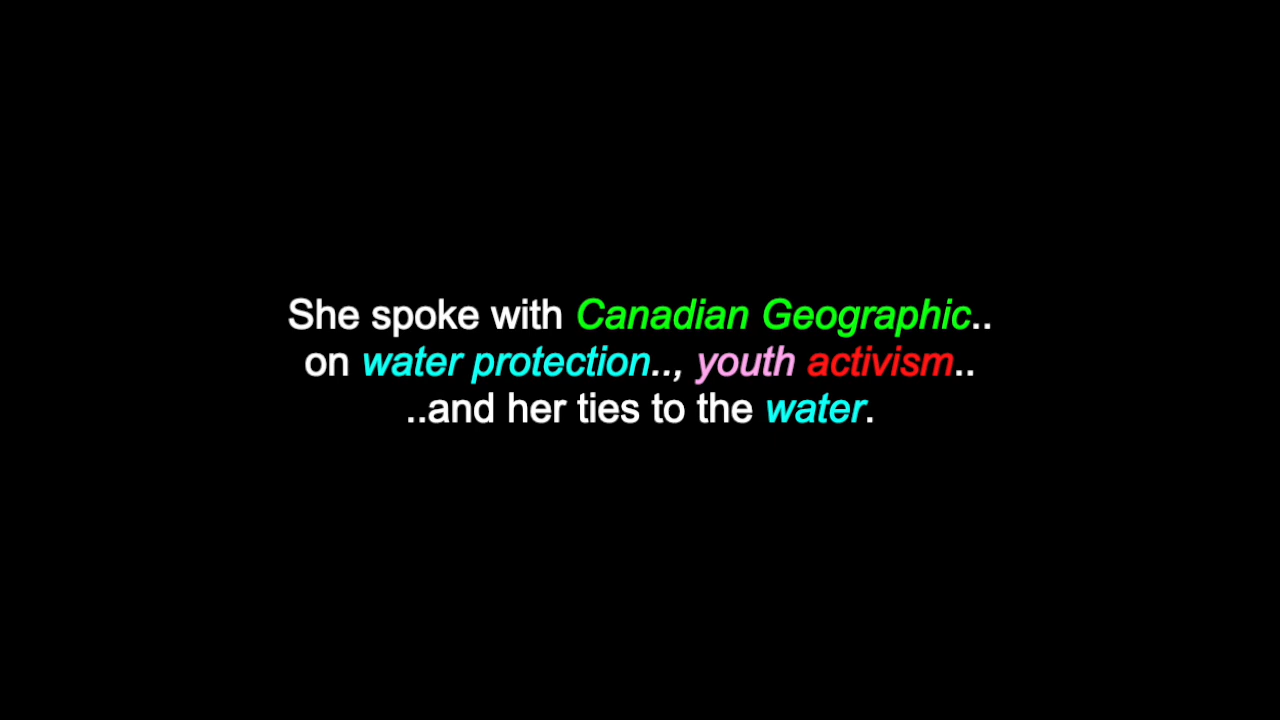 She spoke with Canadian Geographic..
on water protection.., youth activism..
..and her ties to the water.